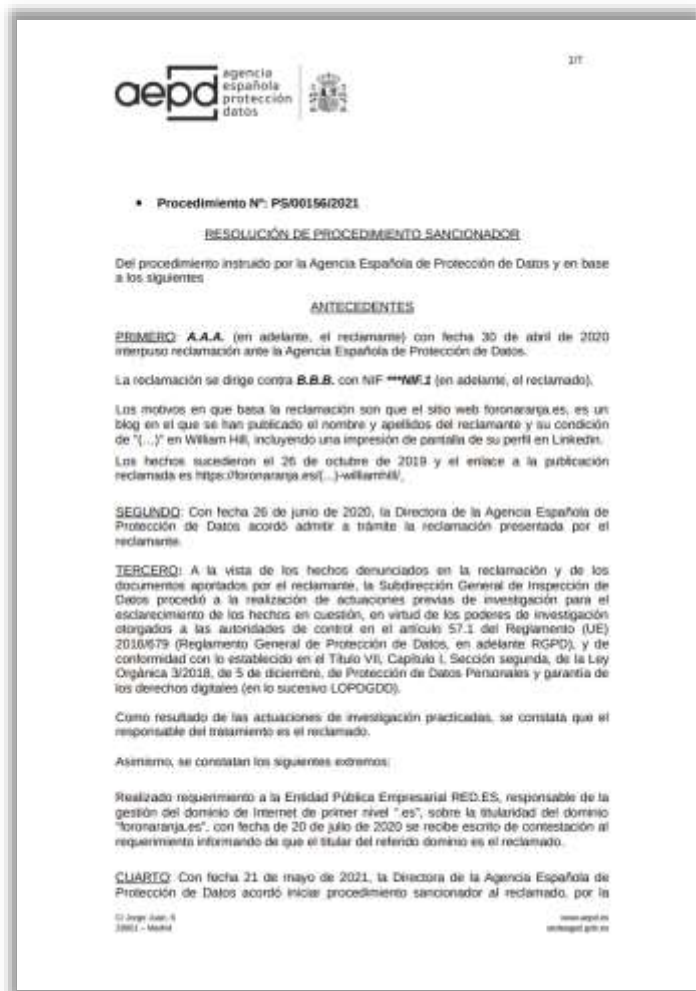 1/7
aepd
agencia
española
protección
datos
• Procedimiento Nº: PS/00156/2021
RESOLUCIÓN DE PROCEDIMIENTO SANCIONADOR
Del procedimiento instruido por la Agencia Española de Protección de Datos y en base
a los siguientes
ANTECEDENTES
PRIMERO: A.A.A. (en adelante, el reclamante) con fecha 30 de abril de 2020
interpuso reclamación ante la Agencia Española de Protección de Datos.
La reclamación se dirige contra B.B.B. con NIF ***NIF.1 (en adelante, el reclamado).
Los motivos en que basa la reclamación son que el sitio web foronaranja.es, es un
blog en el que se han publicado el nombre y apellidos del reclamante y su condición
de "(…)" en William Hill, incluyendo una impresión de pantalla de su perfil en Linkedin.
Los hechos sucedieron el 26 de octubre de 2019 y el enlace a la publicación
reclamada es https://foronaranja.es/(…)-williamhill/,
SEGUNDO: Con fecha 26 de junio de 2020, la Directora de la Agencia Española de
Protección de Datos acordó admitir a trámite la reclamación presentada por el
reclamante.
TERCERO: A la vista de los hechos denunciados en la reclamación y de los
documentos aportados por el reclamante, la Subdirección General de Inspección de
Datos procedió a la realización de actuaciones previas de investigación para el
esclarecimiento de los hechos en cuestión, en virtud de los poderes de investigación
otorgados a las autoridades de control en el artículo 57.1 del Reglamento (UE)
2016/679 (Reglamento General de Protección de Datos, en adelante RGPD), y de
conformidad con lo establecido en el Título VII, Capítulo I, Sección segunda, de la Ley
Orgánica 3/2018, de 5 de diciembre, de Protección de Datos Personales y garantía de
los derechos digitales (en lo sucesivo LOPDGDD).
Como resultado de las actuaciones de investigación practicadas, se constata que el
responsable del tratamiento es el reclamado.
Asimismo, se constatan los siguientes extremos:
Realizado requerimiento a la Entidad Pública Empresarial RED.ES, responsable de la
gestión del dominio de Internet de primer nivel ".es", sobre la titularidad del dominio
"foronaranja.es", con fecha de 20 de julio de 2020 se recibe escrito de contestación al
requerimiento informando de que el titular del referido dominio es el reclamado.
CUARTO: Con fecha 21 de mayo de 2021, la Directora de la Agencia Española de
Protección de Datos acordó iniciar procedimiento sancionador al reclamado, por la
C/ Jorge Juan, 6
28001 – Madrid
www.aepd.es
sedeagpd.gob.es